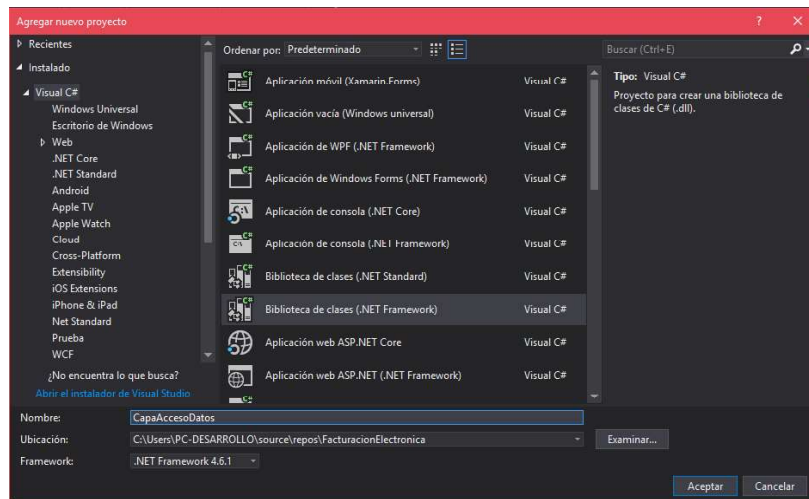 Agregar nuevo proyecto ? X
Recientes
Instalado
Visual C#
Windows Universal
Escritorio de Windows
Web
.NET Core
.NET Standard
Android
Apple TV
Apple Watch
Cloud
Cross-Platform
Extensibility
iOS Extensions
iPhone & iPad
Net Standard
Prueba
WCF
¿No encuentra lo que busca?
Abrir el instalador de Visual Studio
Ordenar por: Predeterminado
Aplicación móvil (Xamarin.Forms) Visual C#
Aplicación vacía (Windows universal) Visual C#
Aplicación de WPF (.NET Framework) Visual C#
Aplicación de Windows Forms (.NET Framework) Visual C#
Aplicación de consola (.NET Core) Visual C#
Aplicación de consola (.NET Framework) Visual C#
Biblioteca de clases (.NET Standard) Visual C#
Biblioteca de clases (.NET Framework) Visual C#
Aplicación web ASP.NET Core Visual C#
Aplicación web ASP.NET (.NET Framework) Visual C#
Buscar (Ctrl+E)
Tipo: Visual C#
Proyecto para crear una biblioteca de
clases de C# (.dll).
Nombre: CapaAccesoDatos
Ubicación: C:\Users\PC-DESARROLLO\source\repos\FacturacionElectronica Examinar...
Framework: .NET Framework 4.6.1
Aceptar Cancelar